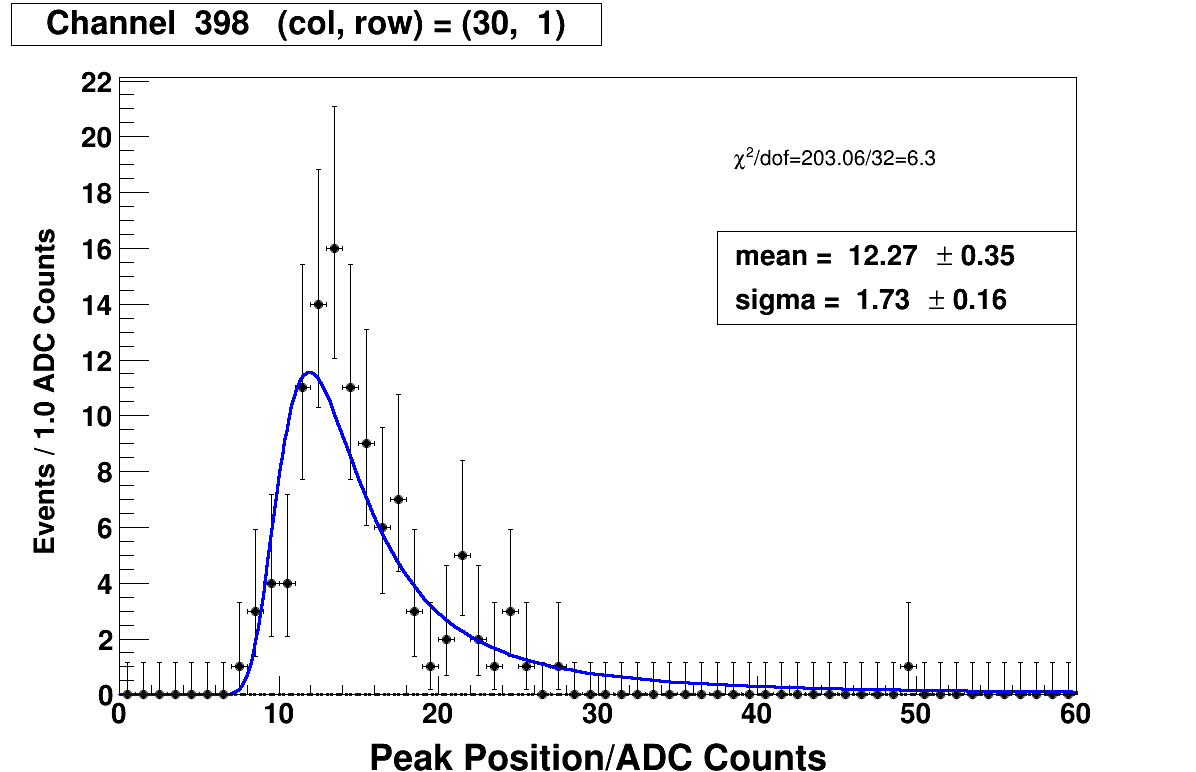 Channel 398 (col, row) = (30, 1)
22
20
18
16
14
12
10
8
6
4
2
0
Events / 1.0 ADC Counts
χ²/dof=203.06/32=6.3
mean = 12.27 ± 0.35
sigma = 1.73 ± 0.16
0 10 20 30 40 50 60
Peak Position/ADC Counts